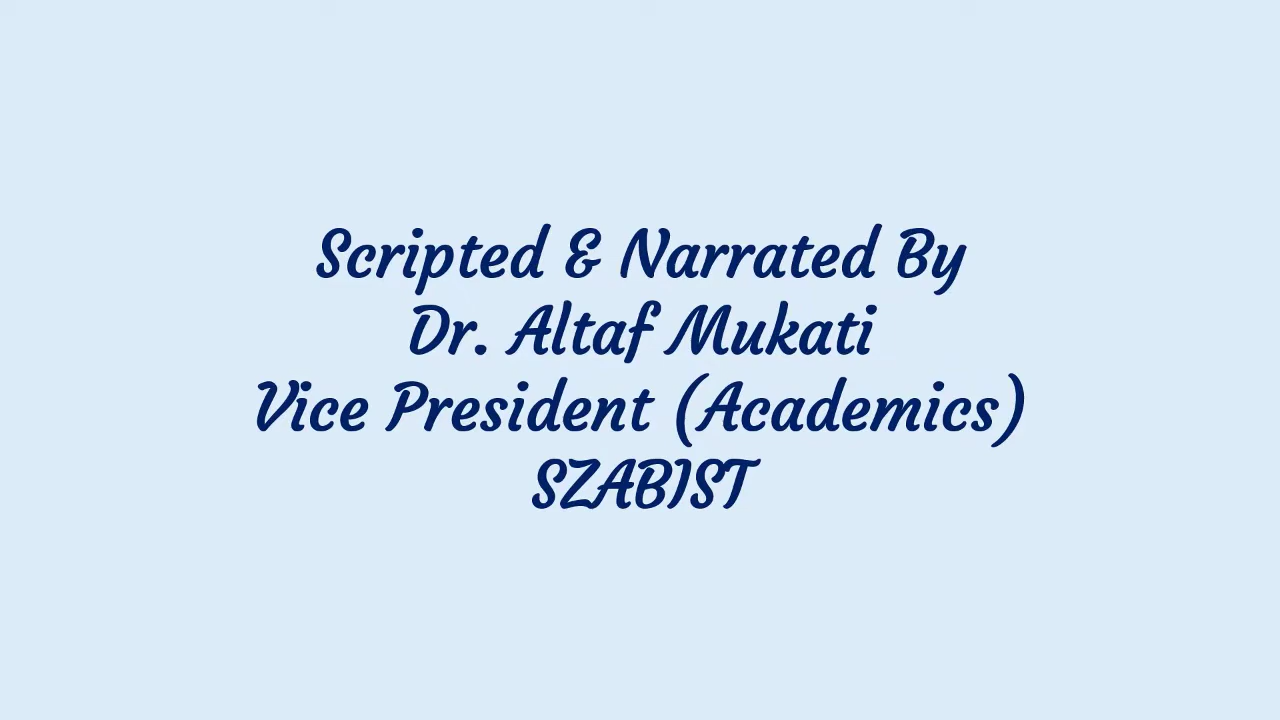 Scripted & Narrated By
Dr. Altaf Mukati
Vice President (Academics)
SZABIST